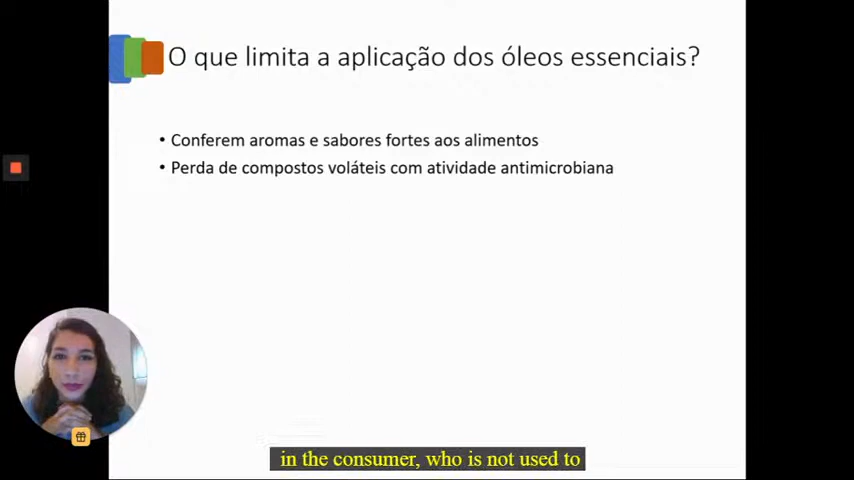 O que limita a aplicação dos óleos essenciais?
• Conferem aromas e sabores fortes aos alimentos
• Perda de compostos voláteis com atividade antimicrobiana
in the consumer, who is not used to